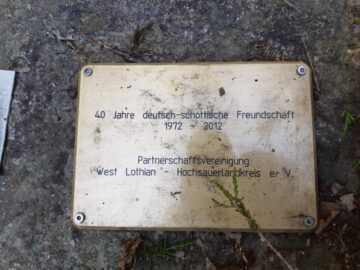 40 Jahre deutsch-schottische Freundschaft
1972 - 2012
Partnerschaftsvereinigung
West Lothian - Hochsauerlandkreis e. V.